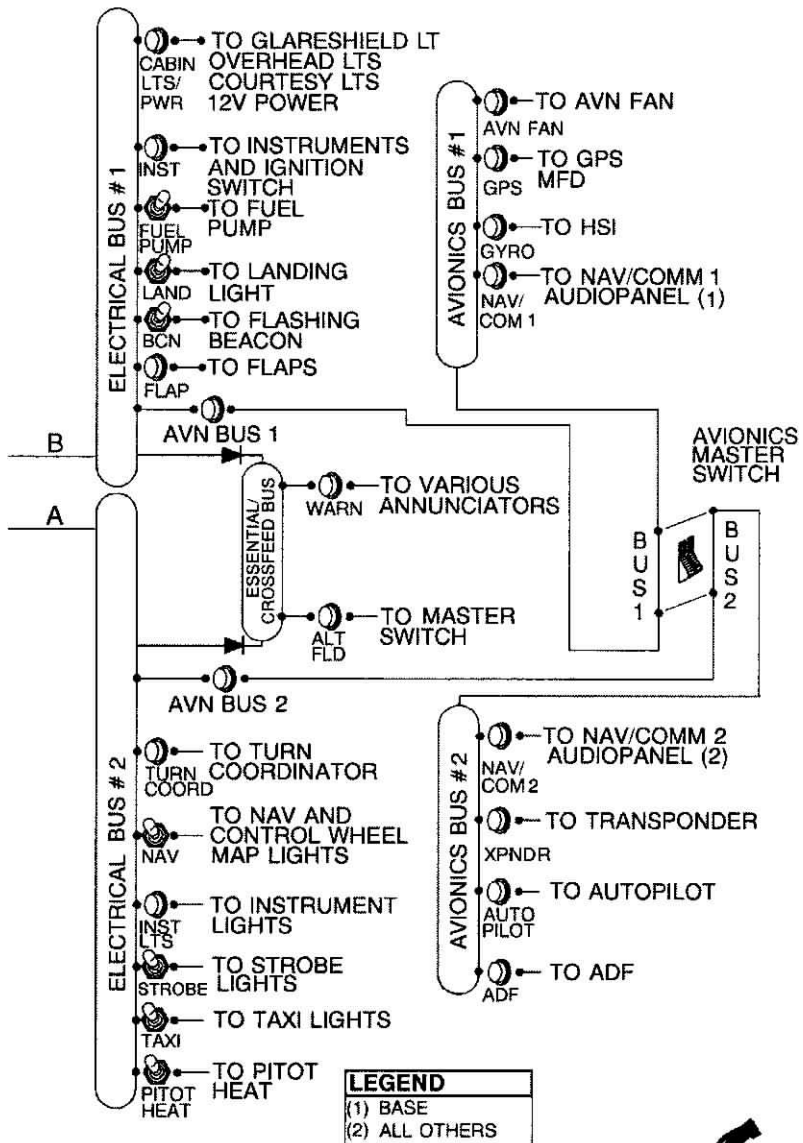 ELECTRICAL BUS #1
CABIN
LTS/
PWR
TO GLARESHIELD LT
OVERHEAD LTS
COURTESY LTS
12V POWER
INST
TO INSTRUMENTS
AND IGNITION
SWITCH
FUEL
PUMP
TO FUEL
PUMP
LAND
TO LANDING
LIGHT
BCN
TO FLASHING
BEACON
FLAP
TO FLAPS
AVN BUS 1
B
A
ESSENTIAL/
CROSSFEED BUS
WARN
TO VARIOUS
ANNUNCIATORS
ALT
FLD
TO MASTER
SWITCH
AVIONICS BUS #1
AVN FAN
TO AVN FAN
GPS
TO GPS
MFD
GYRO
TO HSI
NAV/
COM 1
TO NAV/COMM 1
AUDIOPANEL (1)
AVIONICS
MASTER
SWITCH
BUS 1
BUS 2
ELECTRICAL BUS #2
AVN BUS 2
TURN
COORD
TO TURN
COORDINATOR
NAV
TO NAV AND
CONTROL WHEEL
MAP LIGHTS
INST
LTS
TO INSTRUMENT
LIGHTS
STROBE
TO STROBE
LIGHTS
TAXI
TO TAXI LIGHTS
PITOT
HEAT
TO PITOT
HEAT
AVIONICS BUS #2
NAV/
COM 2
TO NAV/COMM 2
AUDIOPANEL (2)
XPNDR
TO TRANSPONDER
AUTO
PILOT
TO AUTOPILOT
ADF
TO ADF
LEGEND
(1) BASE
(2) ALL OTHERS